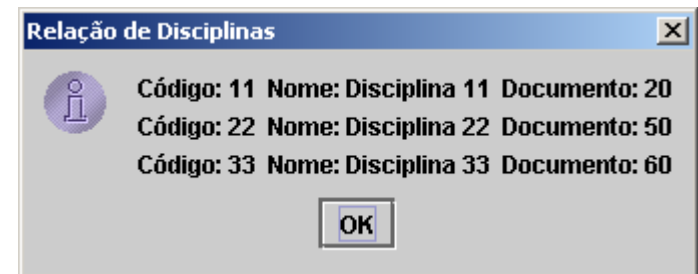 Relação de Disciplinas
Código: 11 Nome: Disciplina 11 Documento: 20
Código: 22 Nome: Disciplina 22 Documento: 50
Código: 33 Nome: Disciplina 33 Documento: 60
OK